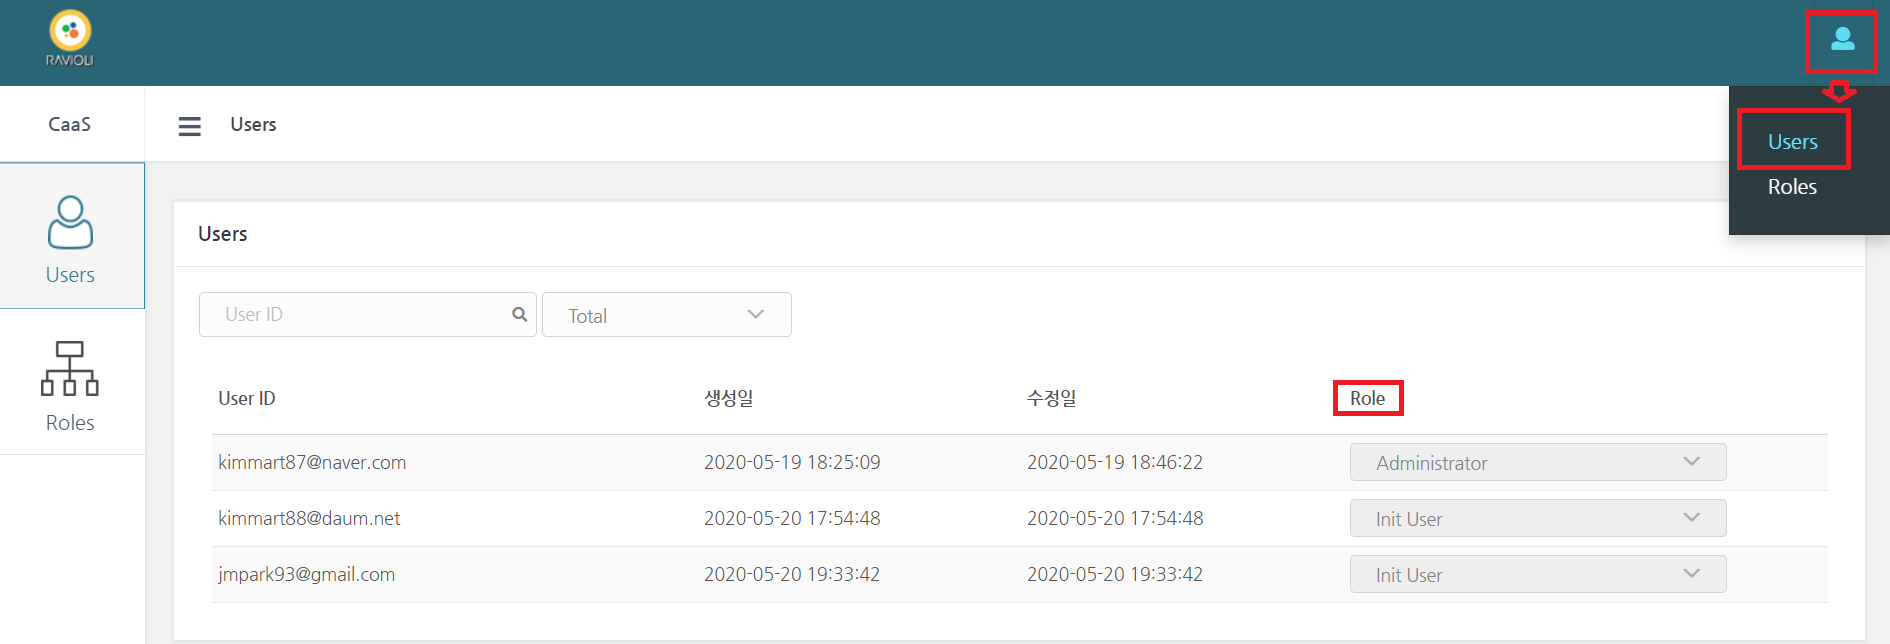 RAVIOLI
CaaS
Users
Users
Roles
Users
Users
User ID
Total
Roles
User ID 생성일 수정일 Role
kimmart87@naver.com 2020-05-19 18:25:09 2020-05-19 18:46:22 Administrator
kimmart88@daum.net 2020-05-20 17:54:48 2020-05-20 17:54:48 Init User
jmpark93@gmail.com 2020-05-20 19:33:42 2020-05-20 19:33:42 Init User